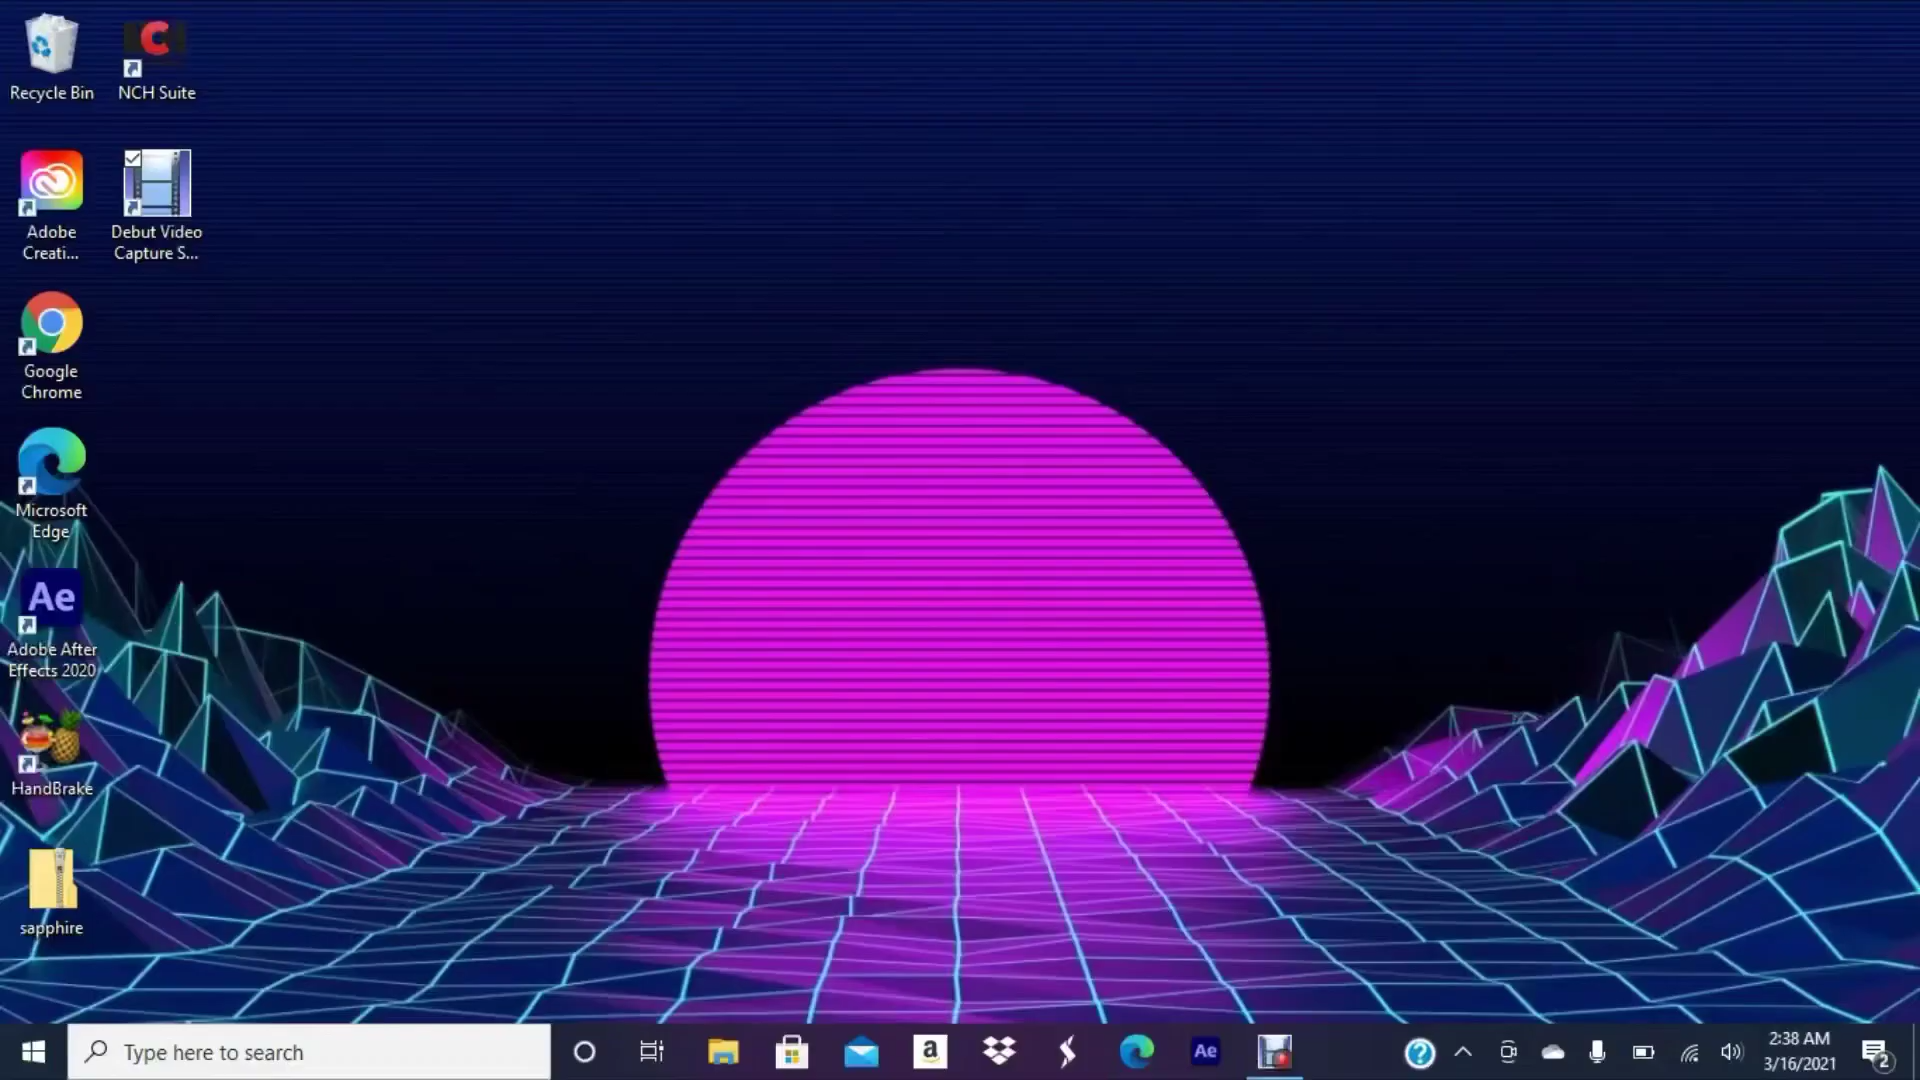 Recycle Bin
NCH Suite
Adobe
Creati...
Debut Video
Capture S...
Google
Chrome
Microsoft
Edge
Ae
Adobe After
Effects 2020
HandBrake
sapphire
Type here to search
a
Ae
?
2:38 AM
3/16/2021
2